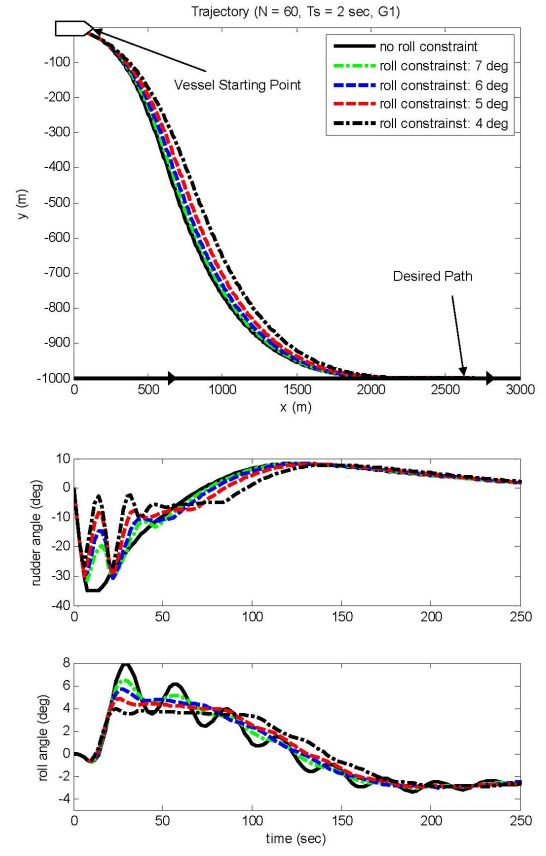 Trajectory (N = 60, Ts = 2 sec, G1)
0
-100
-200
-300
-400
-500
-600
-700
-800
-900
-1000
y (m)
Vessel Starting Point
no roll constraint
roll constrainst: 7 deg
roll constrainst: 6 deg
roll constrainst: 5 deg
roll constrainst: 4 deg
Desired Path
0 500 1000 1500 2000 2500 3000
x (m)
10
0
-10
-20
-30
-40
rudder angle (deg)
0 50 100 150 200 250
8
6
4
2
0
-2
-4
roll angle (deg)
0 50 100 150 200 250
time (sec)